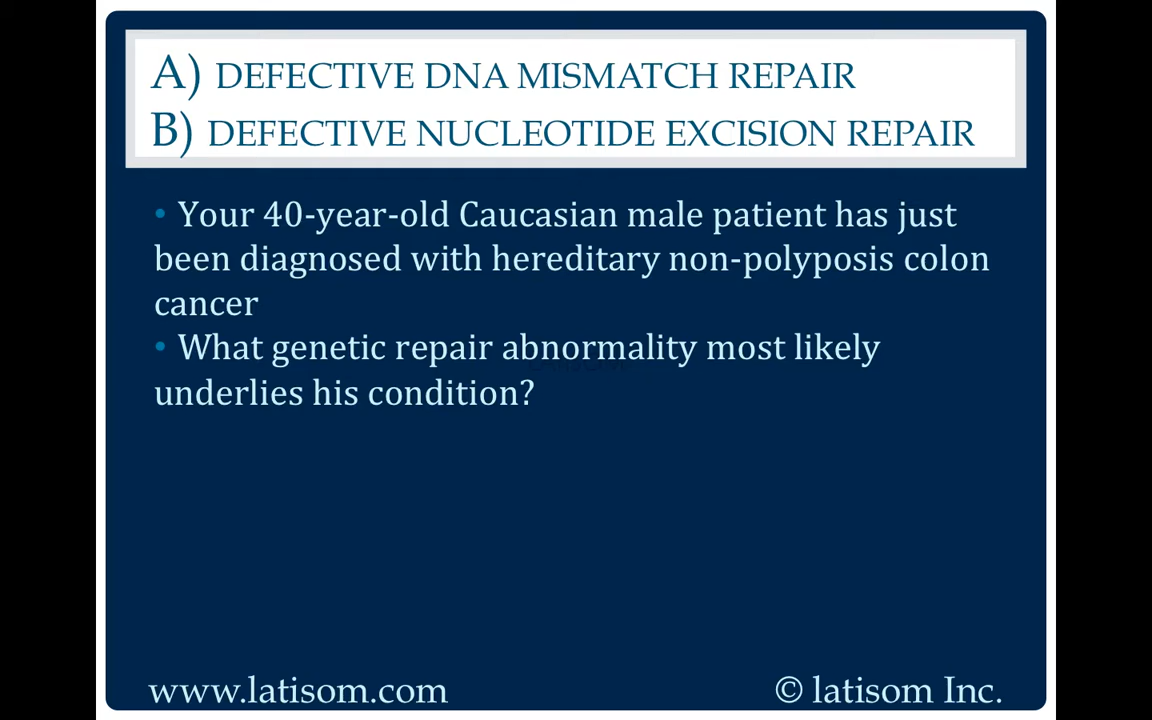 A) DEFECTIVE DNA MISMATCH REPAIR
B) DEFECTIVE NUCLEOTIDE EXCISION REPAIR
• Your 40-year-old Caucasian male patient has just
been diagnosed with hereditary non-polyposis colon
cancer
• What genetic repair abnormality most likely
underlies his condition?
www.latisom.com © latisom Inc.